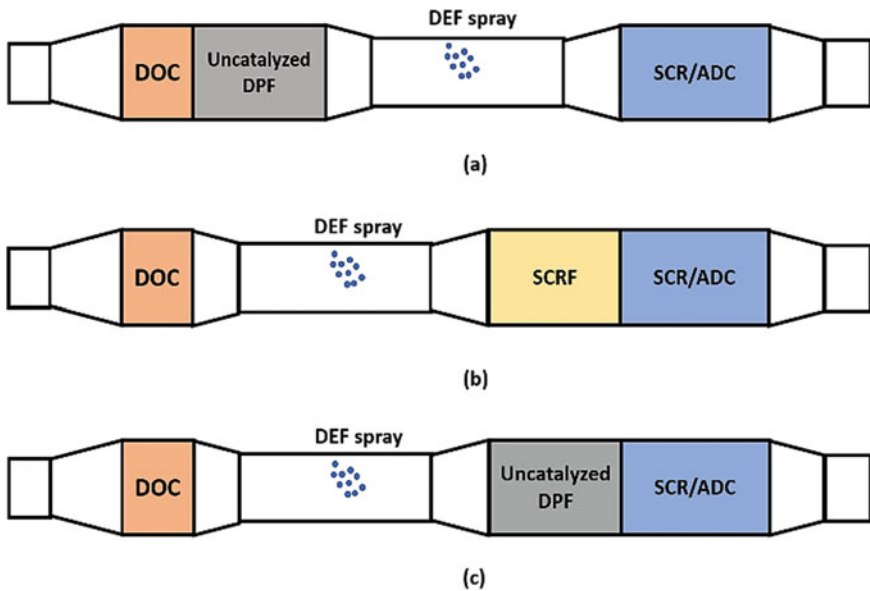 DEF spray
DOC
Uncatalyzed
DPF
SCR/ADC
(a)
DEF spray
DOC
SCRF
SCR/ADC
(b)
DEF spray
DOC
Uncatalyzed
DPF
SCR/ADC
(c)